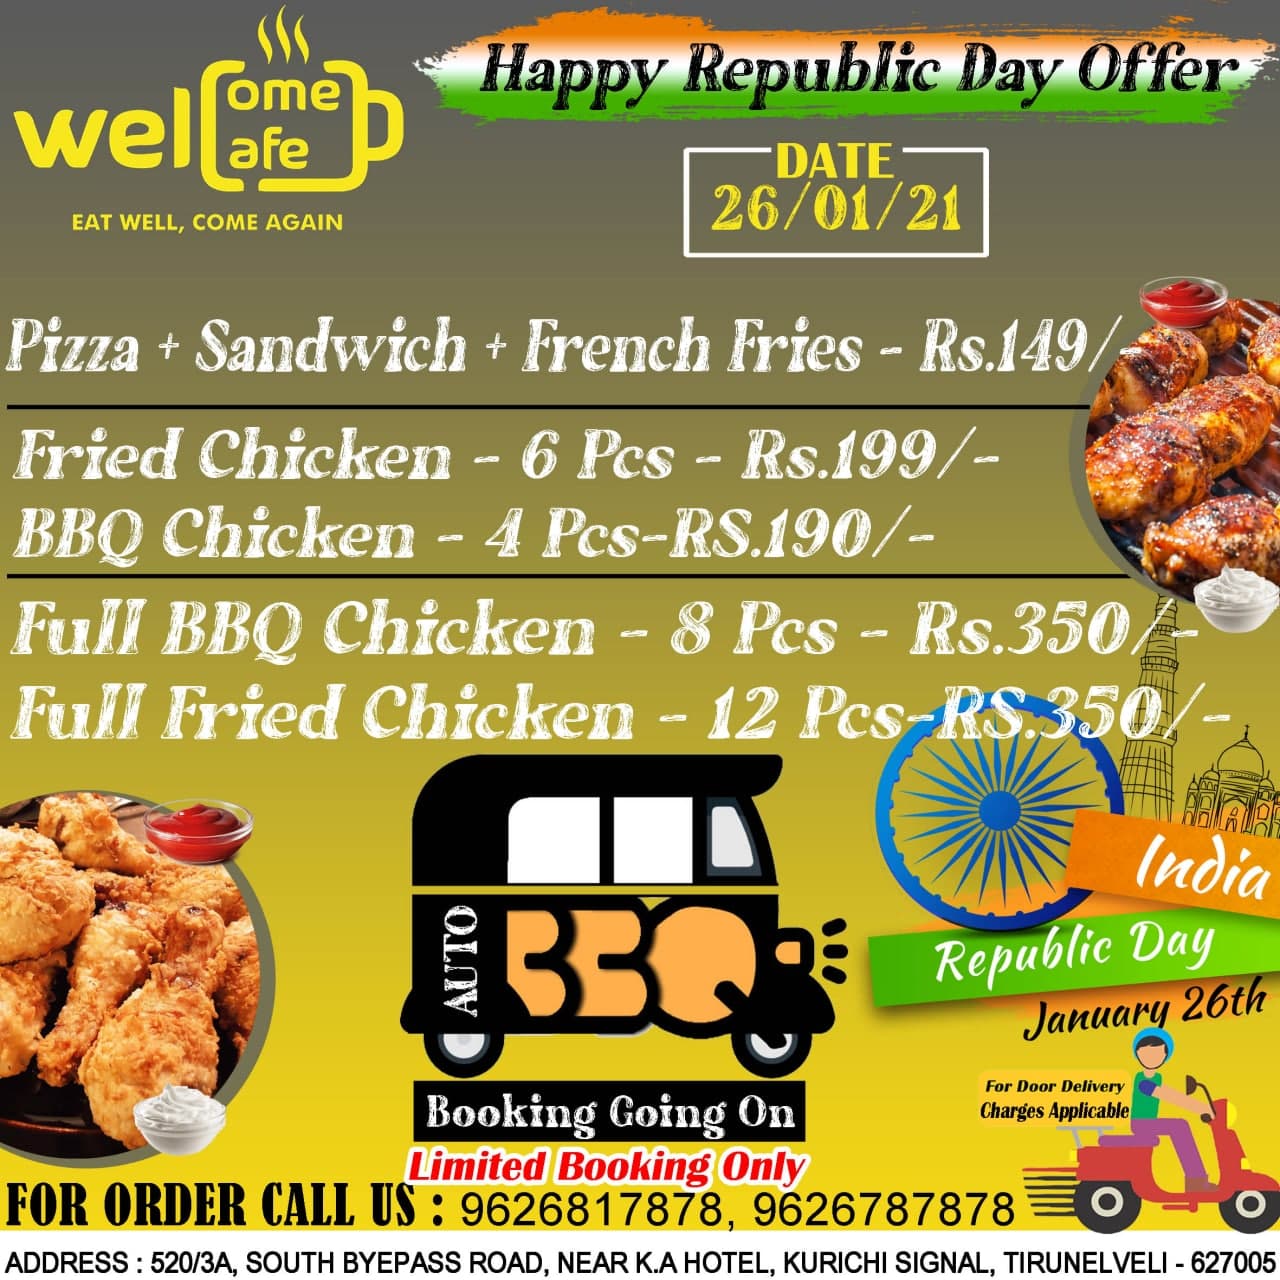 Welcome Cafe
EAT WELL, COME AGAIN
Happy Republic Day Offer
DATE
26/01/21
Pizza + Sandwich + French Fries - Rs.149/-
Fried Chicken - 6 Pcs - Rs.199/-
BBQ Chicken - 4 Pcs-RS.190/-
Full BBQ Chicken - 8 Pcs - Rs.350/-
Full Fried Chicken - 12 Pcs-RS.350/-
AUTO
BBQ
India
Republic Day
January 26th
For Door Delivery
Charges Applicable
Booking Going On
Limited Booking Only
FOR ORDER CALL US : 9626817878, 9626787878
ADDRESS : 520/3A, SOUTH BYEPASS ROAD, NEAR K.A HOTEL, KURICHI SIGNAL, TIRUNELVELI - 627005